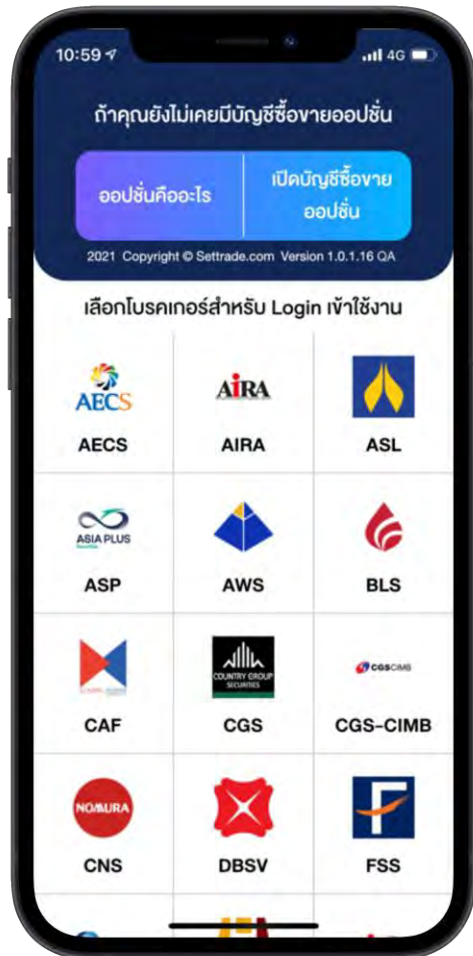 10:59
4G
ถ้าคุณยังไม่เคยมีบัญชีซื้อขายออปชั่น
ออปชั่นคืออะไร
เปิดบัญชีซื้อขาย
ออปชั่น
2021 Copyright © Settrade.com Version 1.0.1.16 QA
เลือกโบรคเกอร์สำหรับ Login เข้าใช้งาน
AECS
AiRA
AECS
AIRA
ASL
ASIA PLUS
Securities
ASP
AWS
BLS
COUNTRY GROUP
SECURITIES
CGS CIMB
CAF
CGS
CGS-CIMB
NOMURA
F
CNS
DBSV
FSS